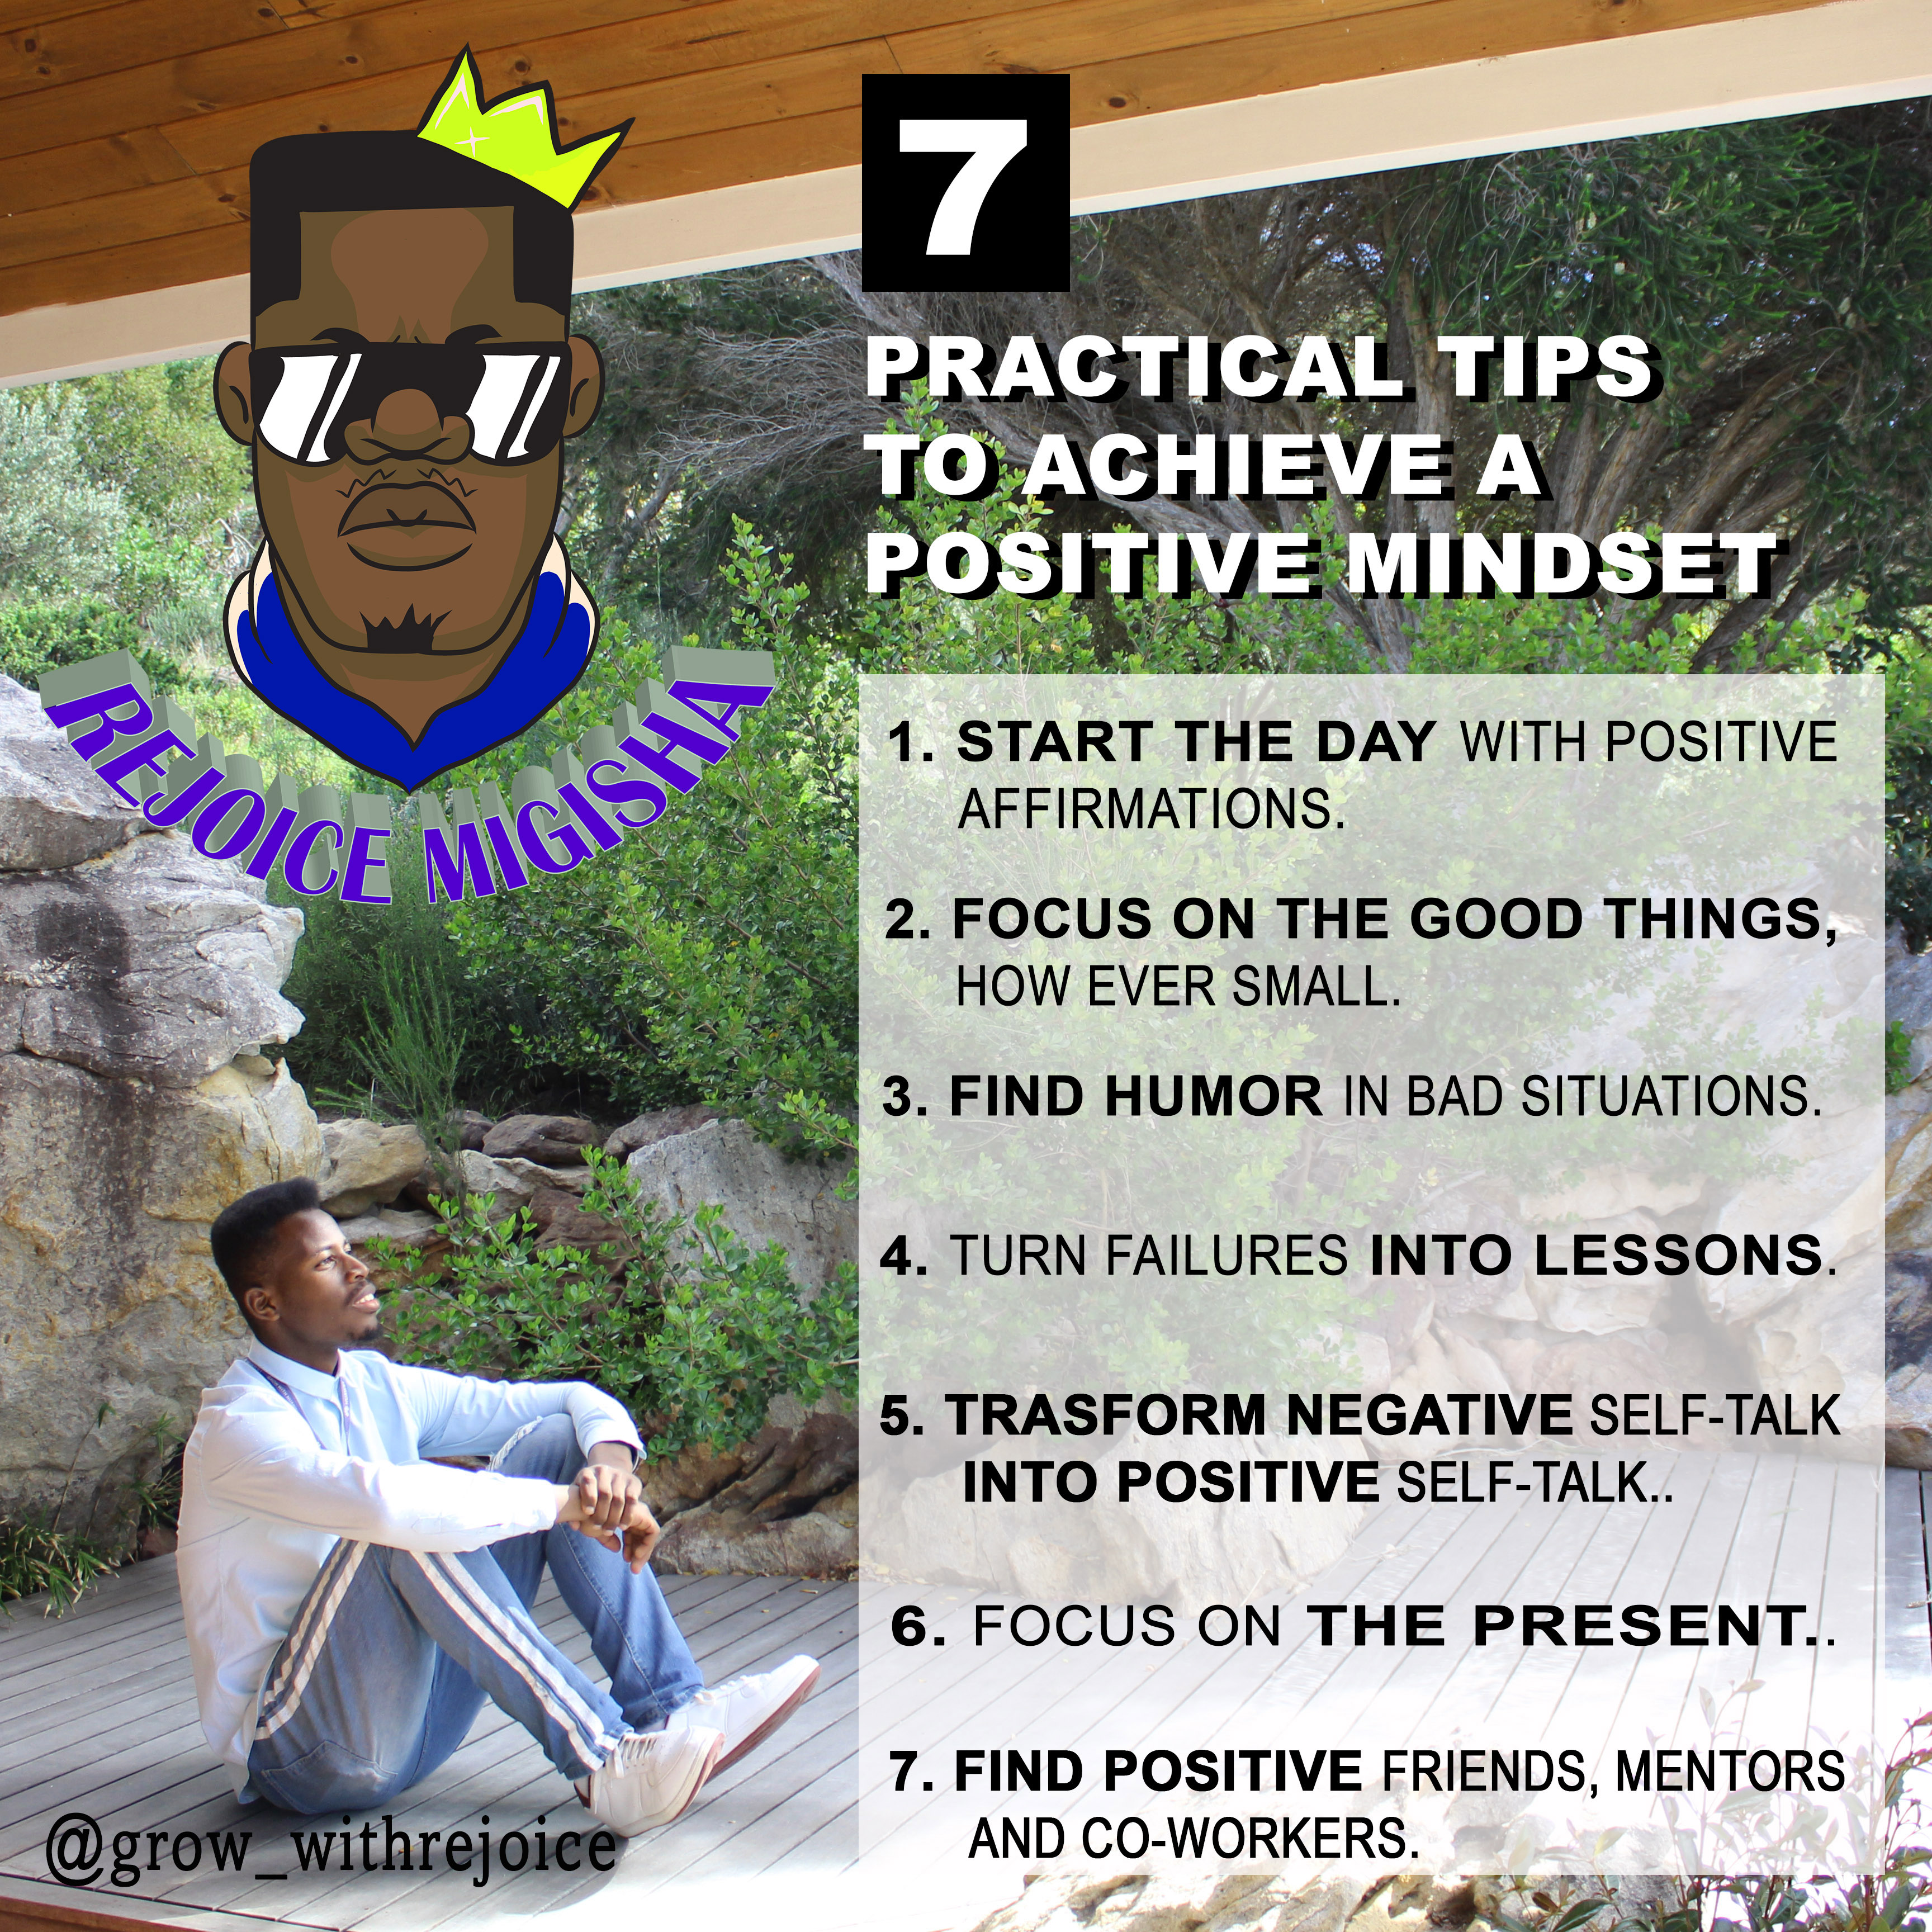 7
PRACTICAL TIPS
TO ACHIEVE A
POSITIVE MINDSET
REJOICE MIGISHA
1. START THE DAY WITH POSITIVE
AFFIRMATIONS.
2. FOCUS ON THE GOOD THINGS,
HOW EVER SMALL.
3. FIND HUMOR IN BAD SITUATIONS.
4. TURN FAILURES INTO LESSONS.
5. TRASFORM NEGATIVE SELF-TALK
INTO POSITIVE SELF-TALK..
6. FOCUS ON THE PRESENT..
7. FIND POSITIVE FRIENDS, MENTORS
AND CO-WORKERS.
@grow_withrejoice